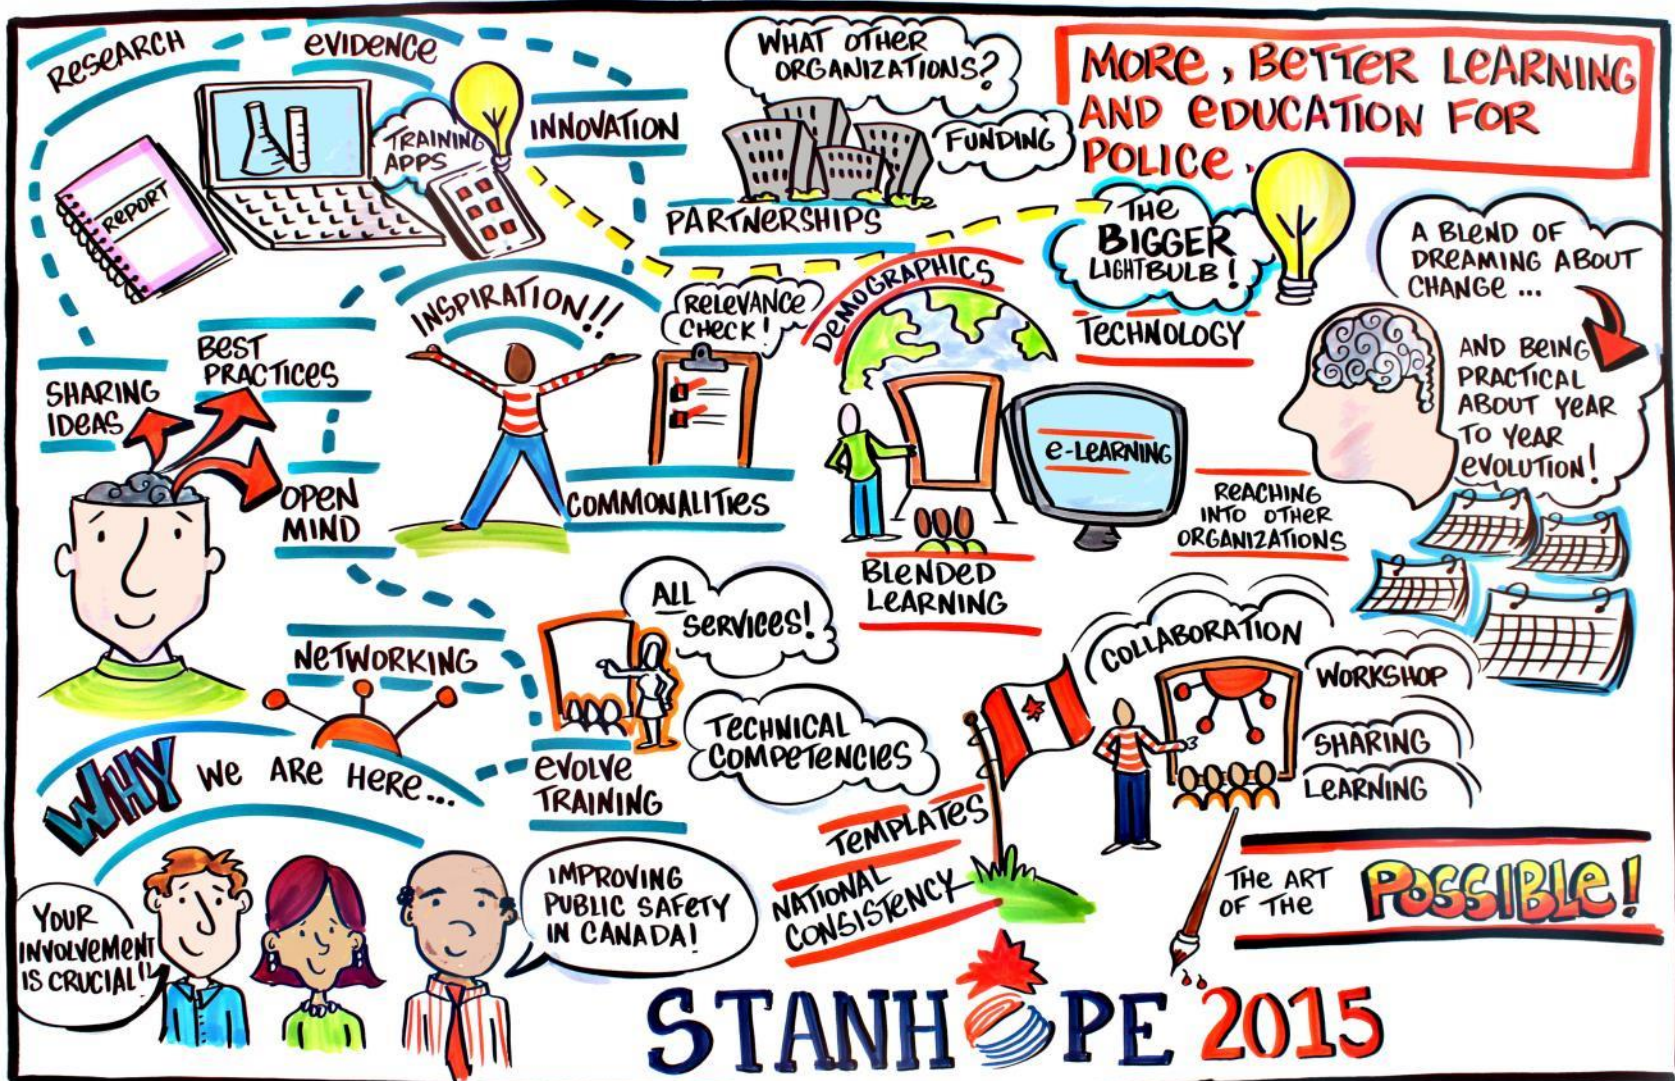 RESEARCH
EVIDENCE
INNOVATION
TRAINING
APPS
REPORT
WHAT OTHER
ORGANIZATIONS?
FUNDING
PARTNERSHIPS
MORE, BETTER LEARNING
AND EDUCATION FOR
POLICE.
THE
BIGGER
LIGHTBULB!
TECHNOLOGY
A BLEND OF
DREAMING ABOUT
CHANGE ...
AND BEING
PRACTICAL
ABOUT YEAR
TO YEAR
EVOLUTION!
SHARING
IDEAS
BEST
PRACTICES
OPEN
MIND
INSPIRATION!!
RELEVANCE
CHECK!
COMMONALITIES
DEMOGRAPHICS
e-LEARNING
BLENDED
LEARNING
REACHING
INTO OTHER
ORGANIZATIONS
NETWORKING
ALL
SERVICES!
TECHNICAL
COMPETENCIES
EVOLVE
TRAINING
COLLABORATION
WORKSHOP
SHARING
LEARNING
WHY WE ARE HERE...
YOUR
INVOLVEMENT
IS CRUCIAL!!
IMPROVING
PUBLIC SAFETY
IN CANADA!
TEMPLATES
NATIONAL
CONSISTENCY
THE ART
OF THE
POSSIBLE!
STANHOPE 2015